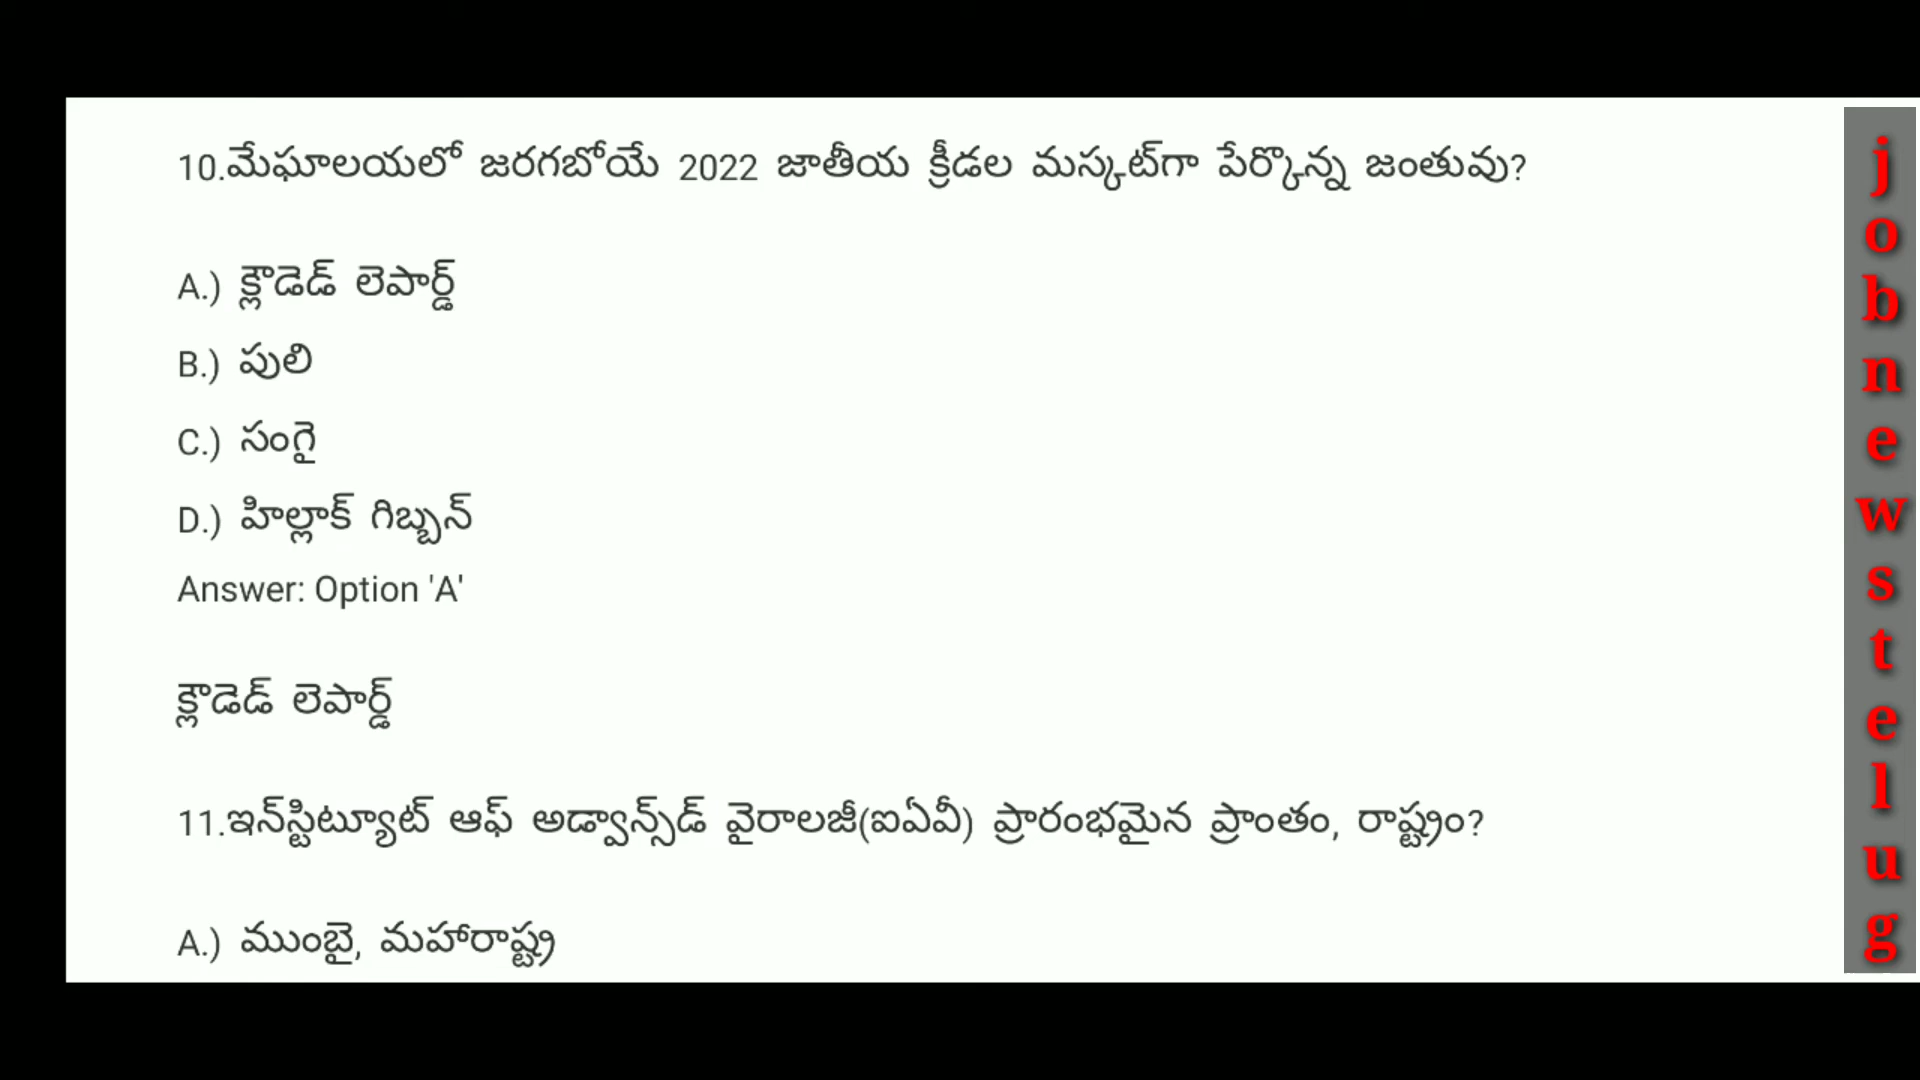 10.మేఘాలయలో జరగబోయే 2022 జాతీయ క్రీడల మస్కట్‌గా పేర్కొన్న జంతువు?
A.) క్లౌడెడ్ లెపార్డ్
B.) పులి
C.) సంగై
D.) హిల్లాక్ గిబ్బన్
Answer: Option 'A'
క్లౌడెడ్ లెపార్డ్
11.ఇన్‌స్టిట్యూట్ ఆఫ్ అడ్వాన్స్‌డ్ వైరాలజీ(ఐఏవీ) ప్రారంభమైన ప్రాంతం, రాష్ట్రం?
A.) ముంబై, మహారాష్ట్ర
jobnewstelug